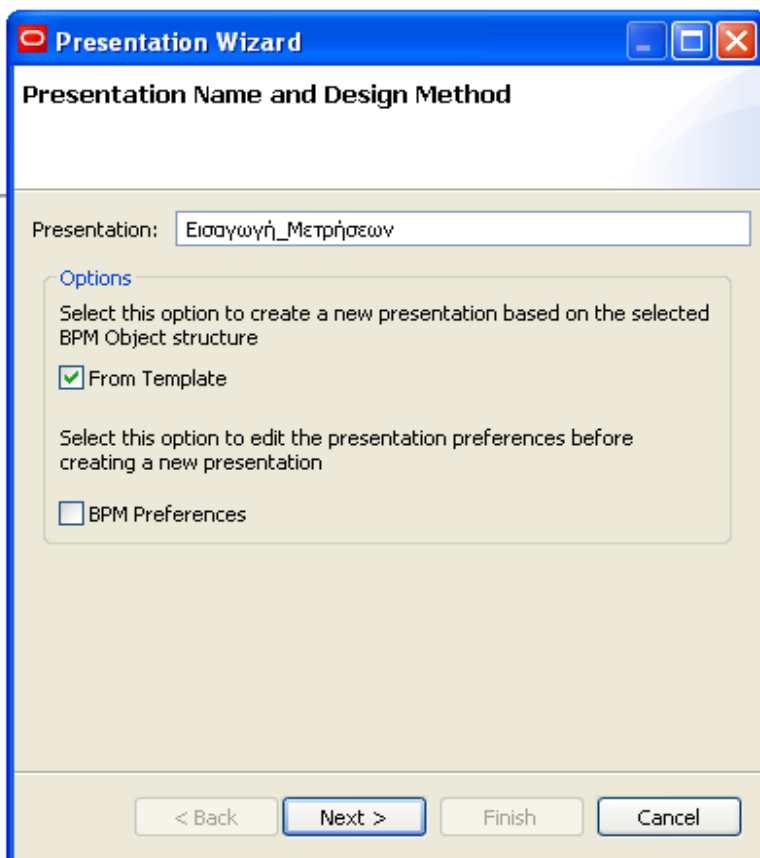 Presentation Wizard
Presentation Name and Design Method
Presentation: Εισαγωγή_Μετρήσεων
Options
Select this option to create a new presentation based on the selected
BPM Object structure
From Template
Select this option to edit the presentation preferences before
creating a new presentation
BPM Preferences
< Back Next > Finish Cancel